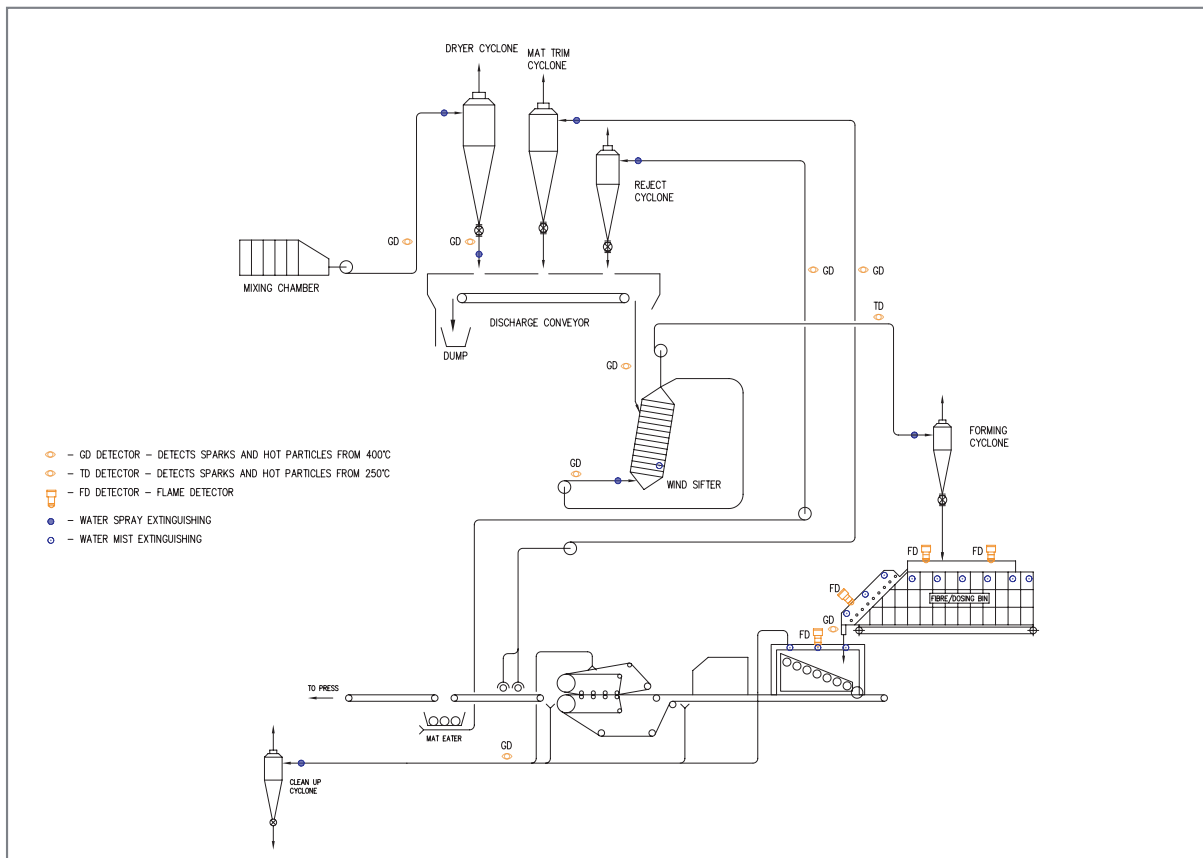 DRYER CYCLONE
MAT TRIM
CYCLONE
REJECT
CYCLONE
GD
GD
MIXING CHAMBER
GD
GD
TD
DISCHARGE CONVEYOR
DUMP
GD
FORMING
CYCLONE
- GD DETECTOR - DETECTS SPARKS AND HOT PARTICLES FROM 400°C
- TD DETECTOR - DETECTS SPARKS AND HOT PARTICLES FROM 250°C
- FD DETECTOR - FLAME DETECTOR
- WATER SPRAY EXTINGUISHING
- WATER MIST EXTINGUISHING
GD
WIND SIFTER
FD
FD
FD
FIBRE/DOSING BIN
GD
FD
TO PRESS
MAT EATER
GD
CLEAN UP
CYCLONE